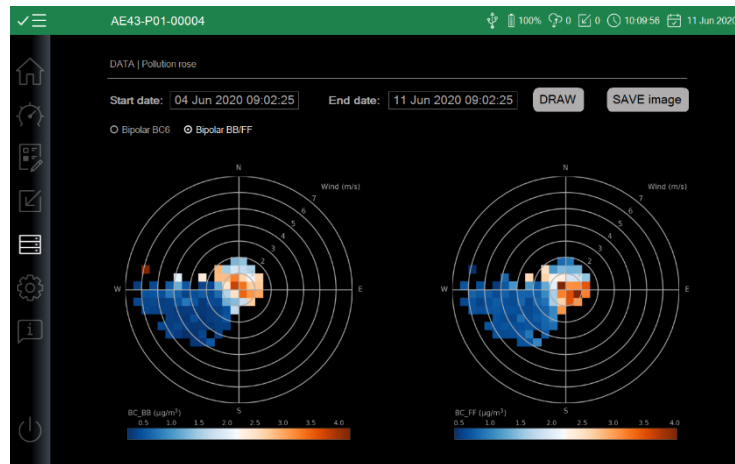 AE43-P01-00004 100% 0 0 10:09:56 11 Jun 2020
DATA | Pollution rose
Start date: 04 Jun 2020 09:02:25 End date: 11 Jun 2020 09:02:25 DRAW SAVE image
Bipolar BC6 Bipolar BB/FF
N N
Wind (m/s) Wind (m/s)
7 7
6 6
5 5
4 4
3 3
2 2
W E W E
S S
BC_BB (µg/m³) BC_FF (µg/m³)
0.5 1.0 1.5 2.0 2.5 3.0 3.5 4.0 0.5 1.0 1.5 2.0 2.5 3.0 3.5 4.0
i